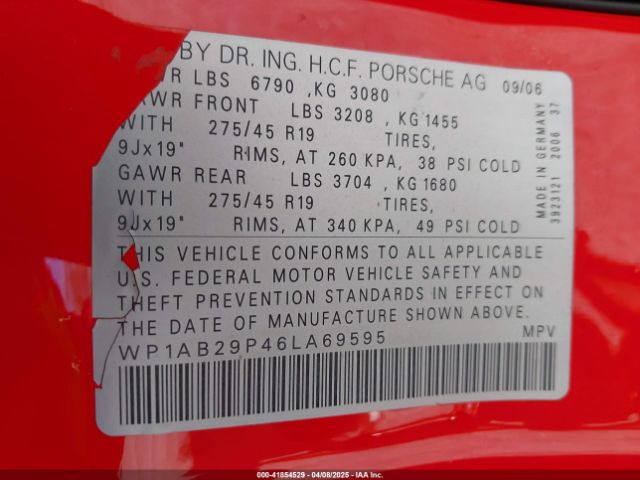 BY DR. ING. H.C.F. PORSCHE AG 09/06
WR LBS 6790 ,KG 3080
GAWR FRONT LBS 3208 , KG 1455
WITH 275/45 R19 TIRES,
9Jx19" RIMS, AT 260 KPA, 38 PSI COLD
GAWR REAR LBS 3704 , KG 1680
WITH 275/45 R19 TIRES,
9Jx19" RIMS, AT 340 KPA, 49 PSI COLD
MADE IN GERMANY
3923121 2006 37
THIS VEHICLE CONFORMS TO ALL APPLICABLE
U.S. FEDERAL MOTOR VEHICLE SAFETY AND
THEFT PREVENTION STANDARDS IN EFFECT ON
THE DATE OF MANUFACTURE SHOWN ABOVE.
WP1AB29P46LA69595 MPV
000-41854529 - 04/08/2025 - IAA Inc.